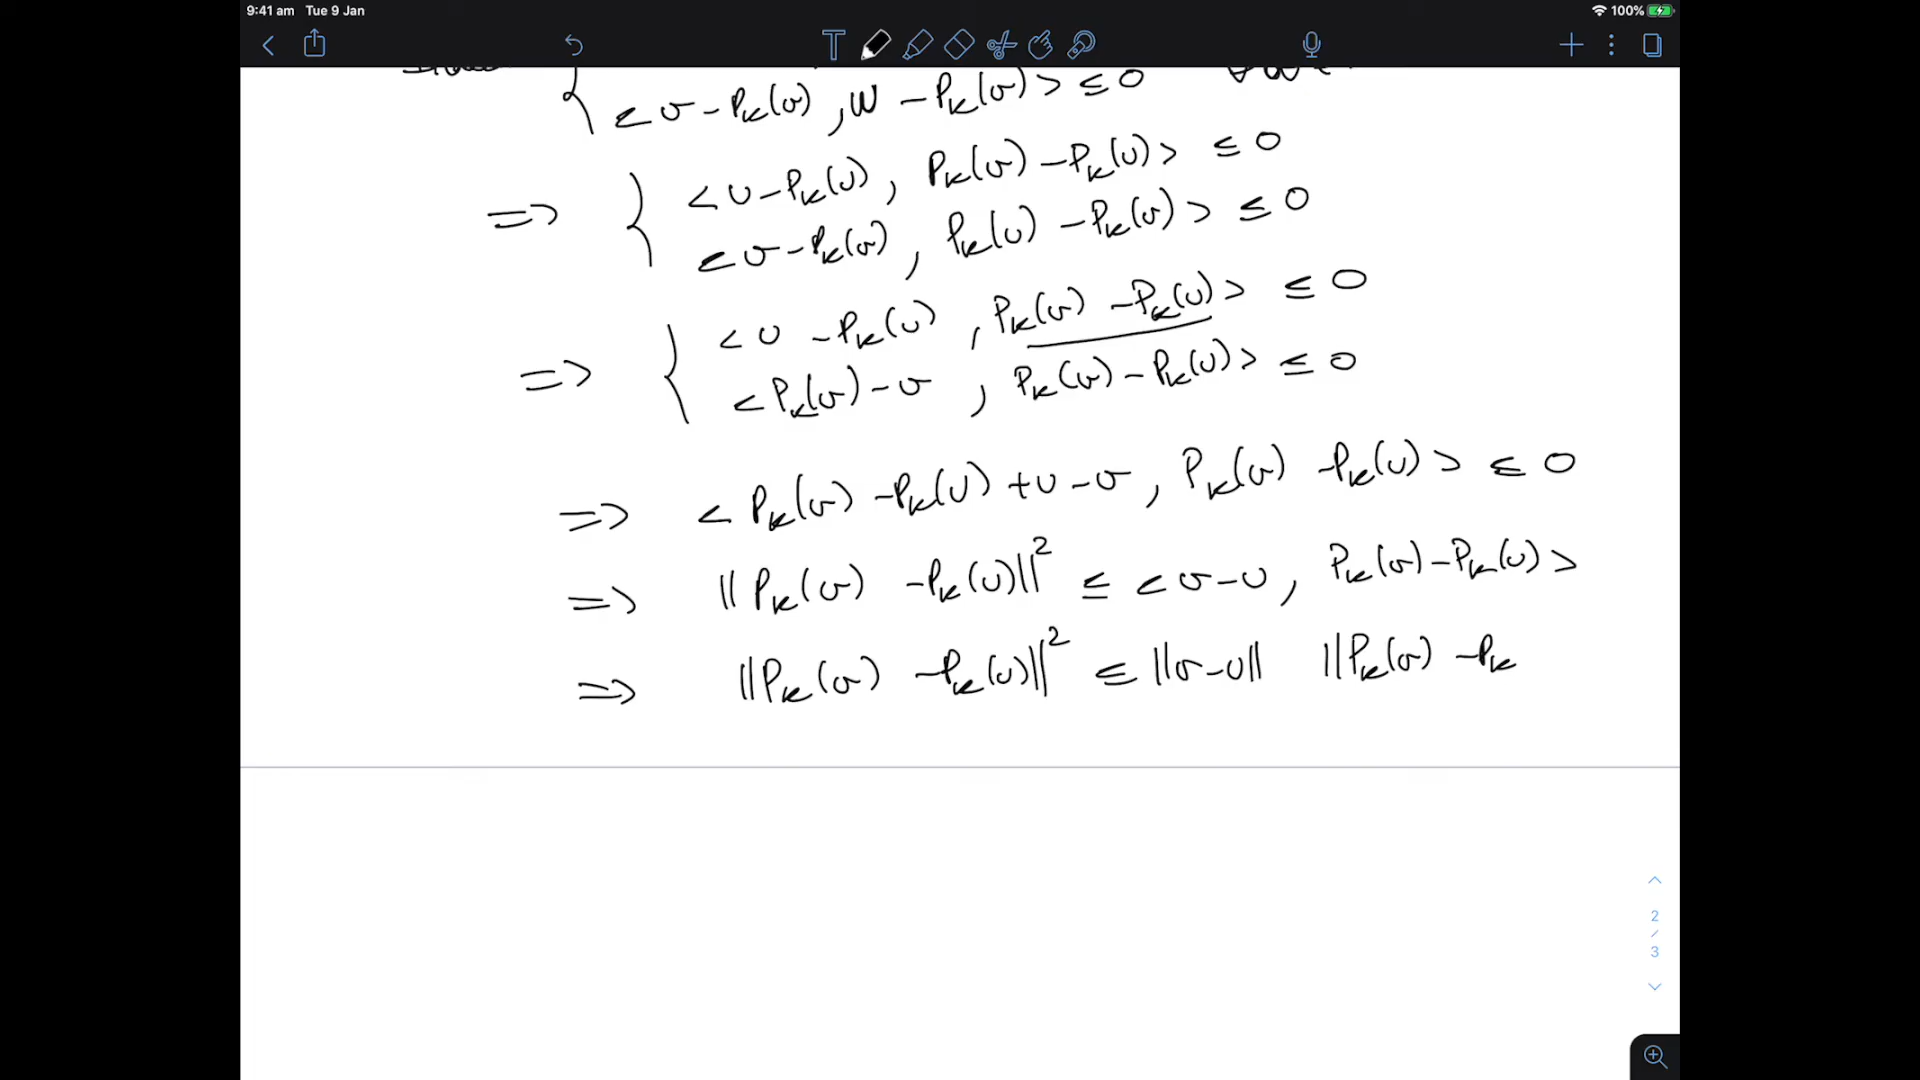 9:41 am Tue 9 Jan 100%
< v - P_K(v), w - P_K(v) > ≤ 0
=> { < u - P_K(u), P_K(v) - P_K(u) > ≤ 0
< v - P_K(v), P_K(u) - P_K(v) > ≤ 0
=> { < u - P_K(u), P_K(v) - P_K(u) > ≤ 0
< P_K(v) - v, P_K(v) - P_K(u) > ≤ 0
=> < P_K(v) - P_K(u) + u - v, P_K(v) - P_K(u) > ≤ 0
=> ||P_K(v) - P_K(u)||² ≤ < v - u, P_K(v) - P_K(u) >
=> ||P_K(v) - P_K(u)||² ≤ ||v - u|| ||P_K(v) - P_K
2
/
3